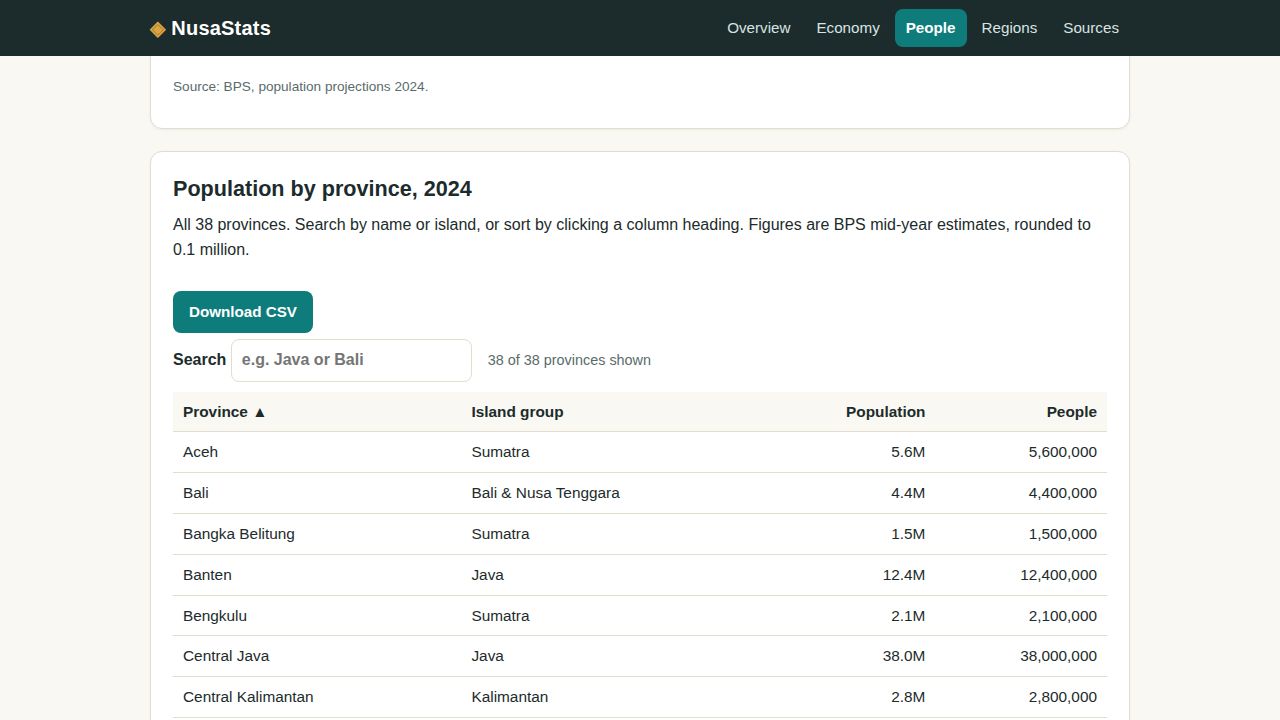 ◈ NusaStats
Overview Economy People Regions Sources
Source: BPS, population projections 2024.
Population by province, 2024
All 38 provinces. Search by name or island, or sort by clicking a column heading. Figures are BPS mid-year estimates, rounded to
0.1 million.
Download CSV
Search e.g. Java or Bali 38 of 38 provinces shown
Province ▲ Island group Population People
Aceh Sumatra 5.6M 5,600,000
Bali Bali & Nusa Tenggara 4.4M 4,400,000
Bangka Belitung Sumatra 1.5M 1,500,000
Banten Java 12.4M 12,400,000
Bengkulu Sumatra 2.1M 2,100,000
Central Java Java 38.0M 38,000,000
Central Kalimantan Kalimantan 2.8M 2,800,000